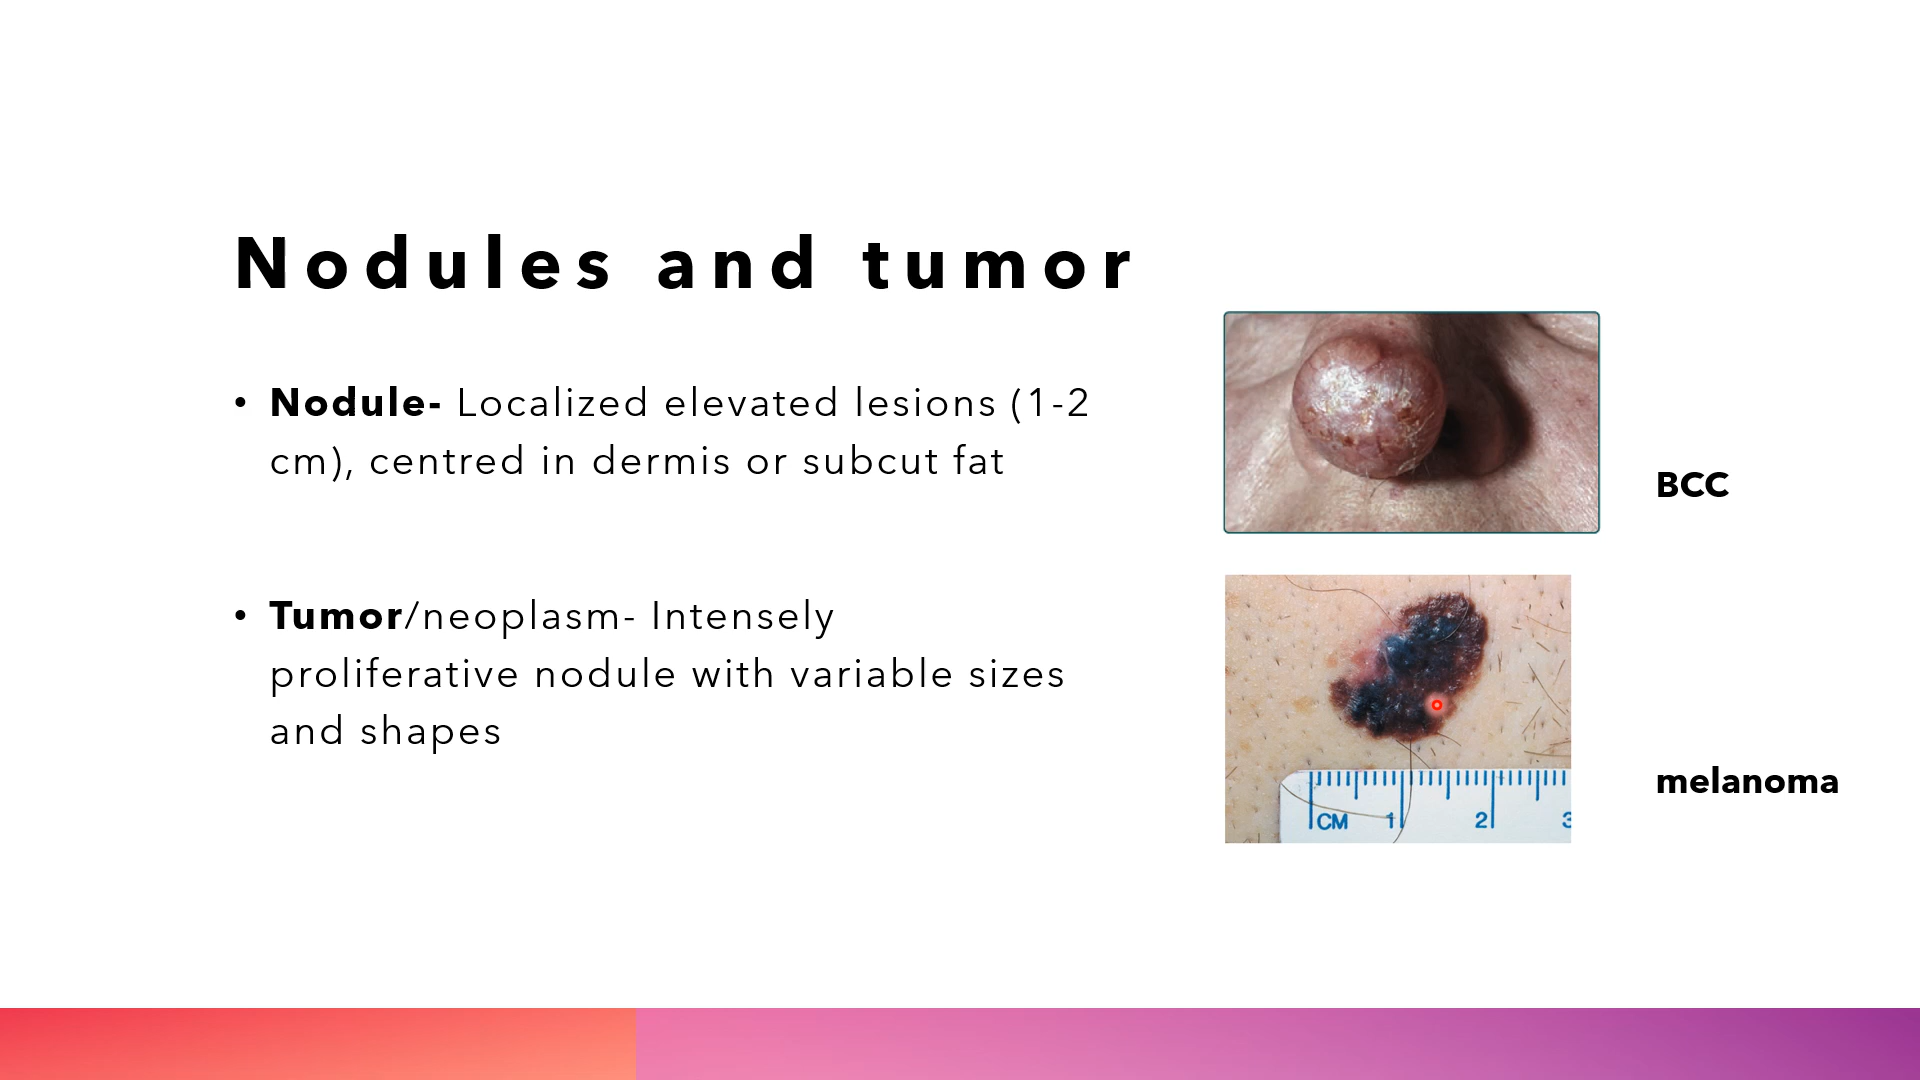 Nodules and tumor
• Nodule- Localized elevated lesions (1-2
cm), centred in dermis or subcut fat
BCC
• Tumor/neoplasm- Intensely
proliferative nodule with variable sizes
and shapes
melanoma
CM 1 2 3